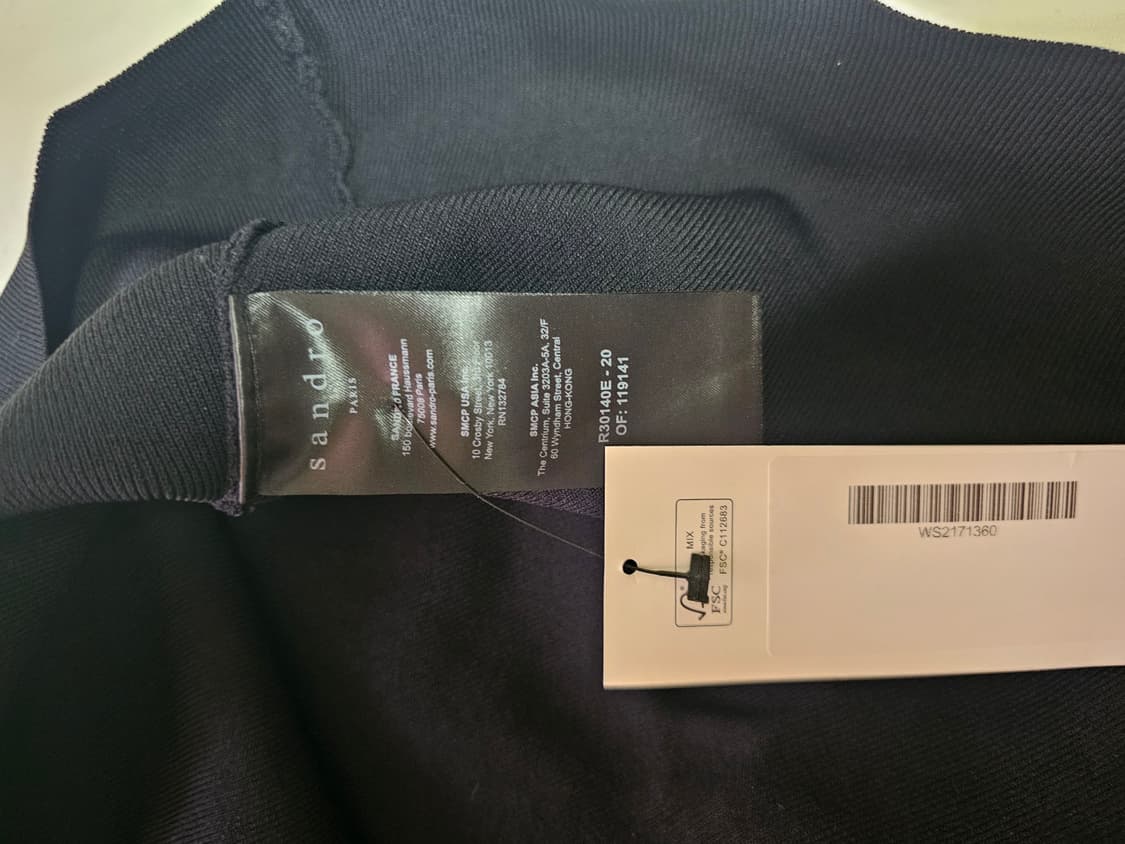 sandro
PARIS
SANDRO FRANCE
150 boulevard Haussmann
75008 Paris
www.sandro-paris.com
SMCP USA Inc.
10 Crosby Street,
New York, New York 10013
RN132784
SMCP ASIA Inc.
The Centrium, Suite 3203A-5A, 32/F
60 Wyndham Street, Central
HONG-KONG
R30140E - 20
OF: 119141
MIX
responsible sources
FSC® C112683
FSC
WS2171360